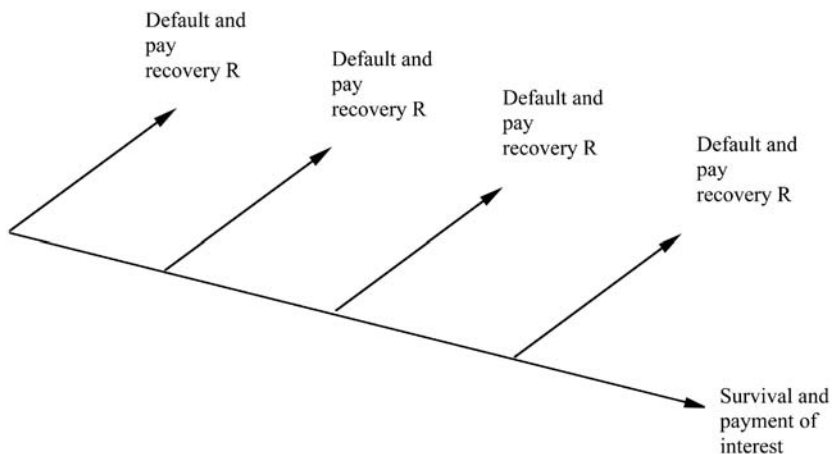 Default and
pay
recovery R
Default and
pay
recovery R
Default and
pay
recovery R
Default and
pay
recovery R
Survival and
payment of
interest